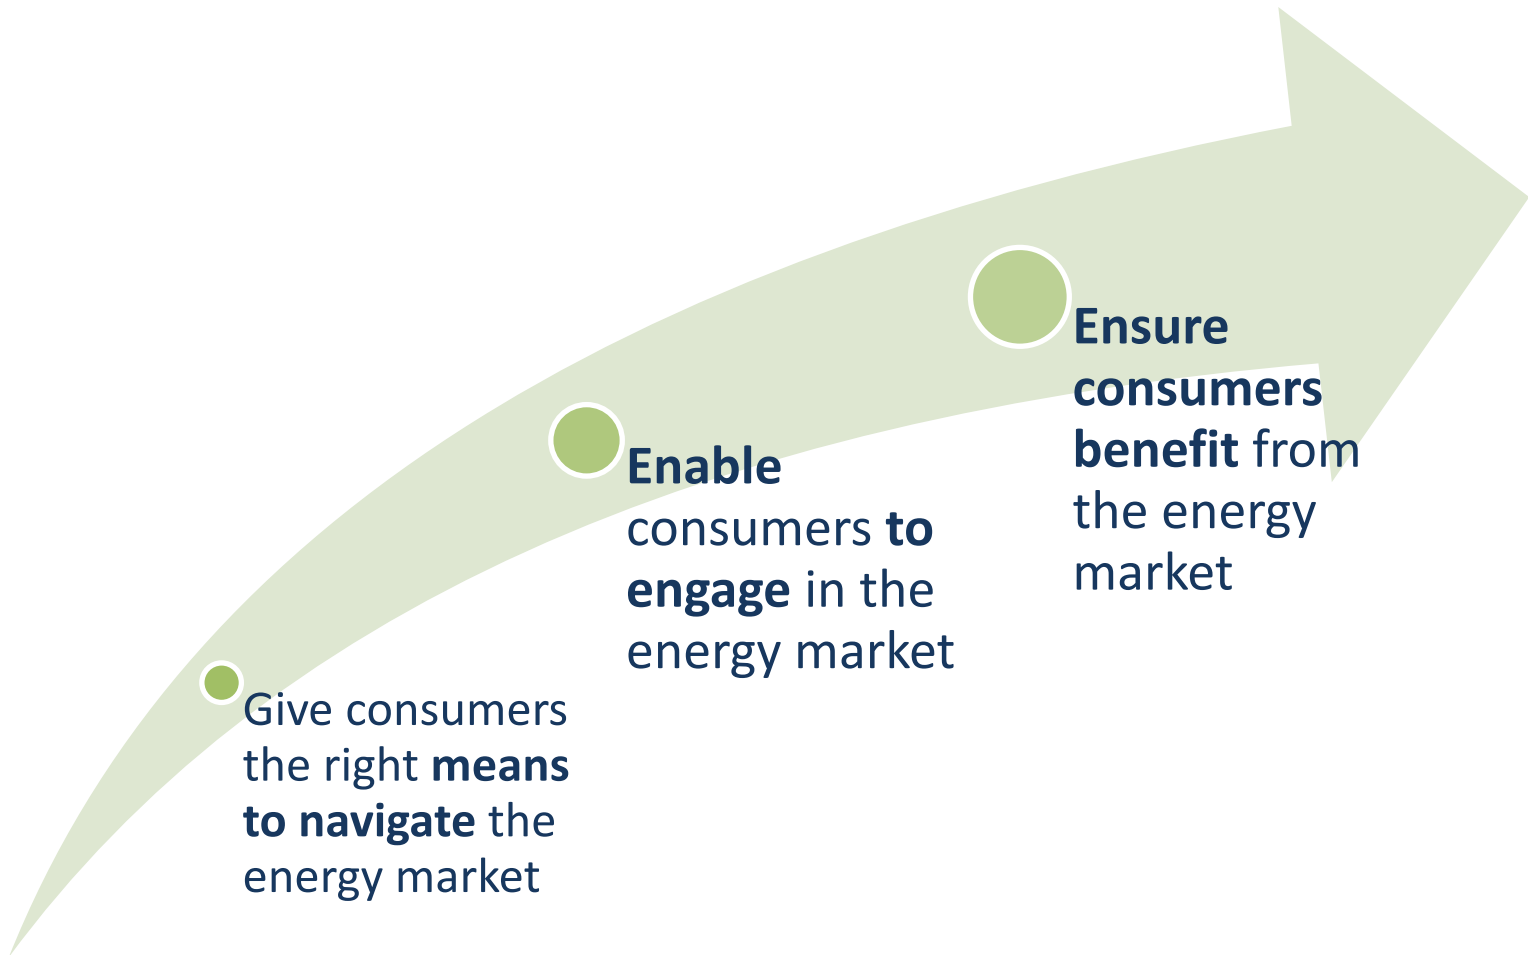 Give consumers
the right means
to navigate the
energy market
Enable
consumers to
engage in the
energy market
Ensure
consumers
benefit from
the energy
market